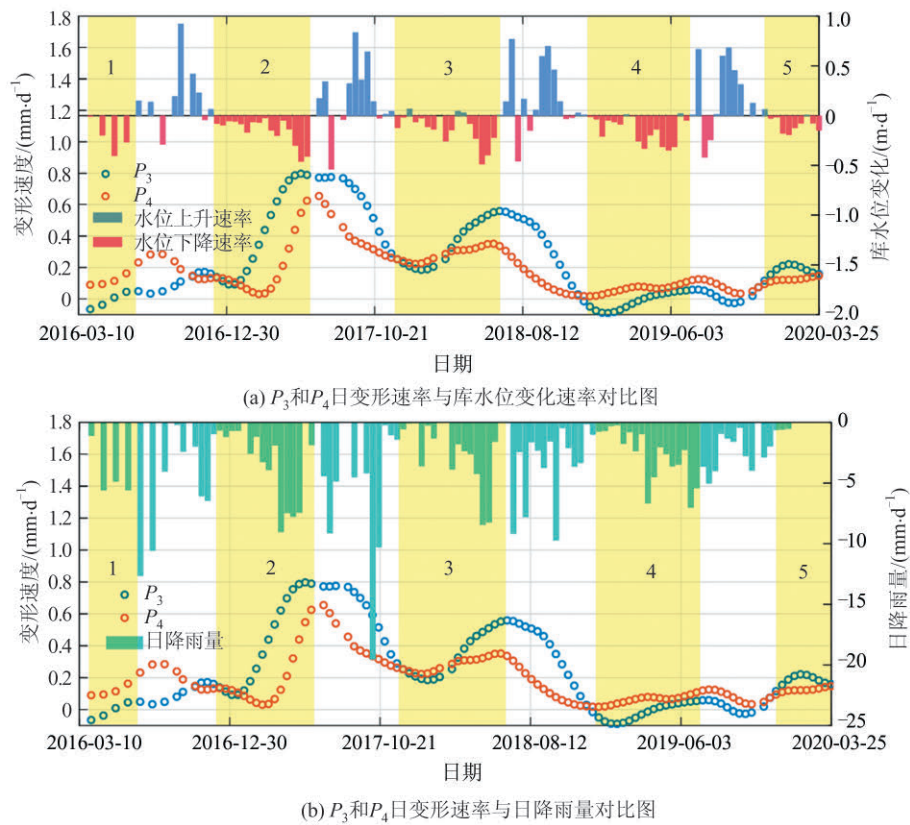 1.8
1.6
1.4
1.2
1.0
0.8
0.6
0.4
0.2
0
变形速度/(mm·d⁻¹)
1 2 3 4 5
P₃
P₄
水位上升速率
水位下降速率
1.0
0.5
0
−0.5
−1.0
−1.5
−2.0
库水位变化/(m·d⁻¹)
2016-03-10 2016-12-30 2017-10-21 2018-08-12 2019-06-03 2020-03-25
日期
(a) P₃和P₄日变形速率与库水位变化速率对比图
1.8
1.6
1.4
1.2
1.0
0.8
0.6
0.4
0.2
0
变形速度/(mm·d⁻¹)
1 2 3 4 5
P₃
P₄
日降雨量
0
−5
−10
−15
−20
−25
日降雨量/(mm·d⁻¹)
2016-03-10 2016-12-30 2017-10-21 2018-08-12 2019-06-03 2020-03-25
日期
(b) P₃和P₄日变形速率与日降雨量对比图